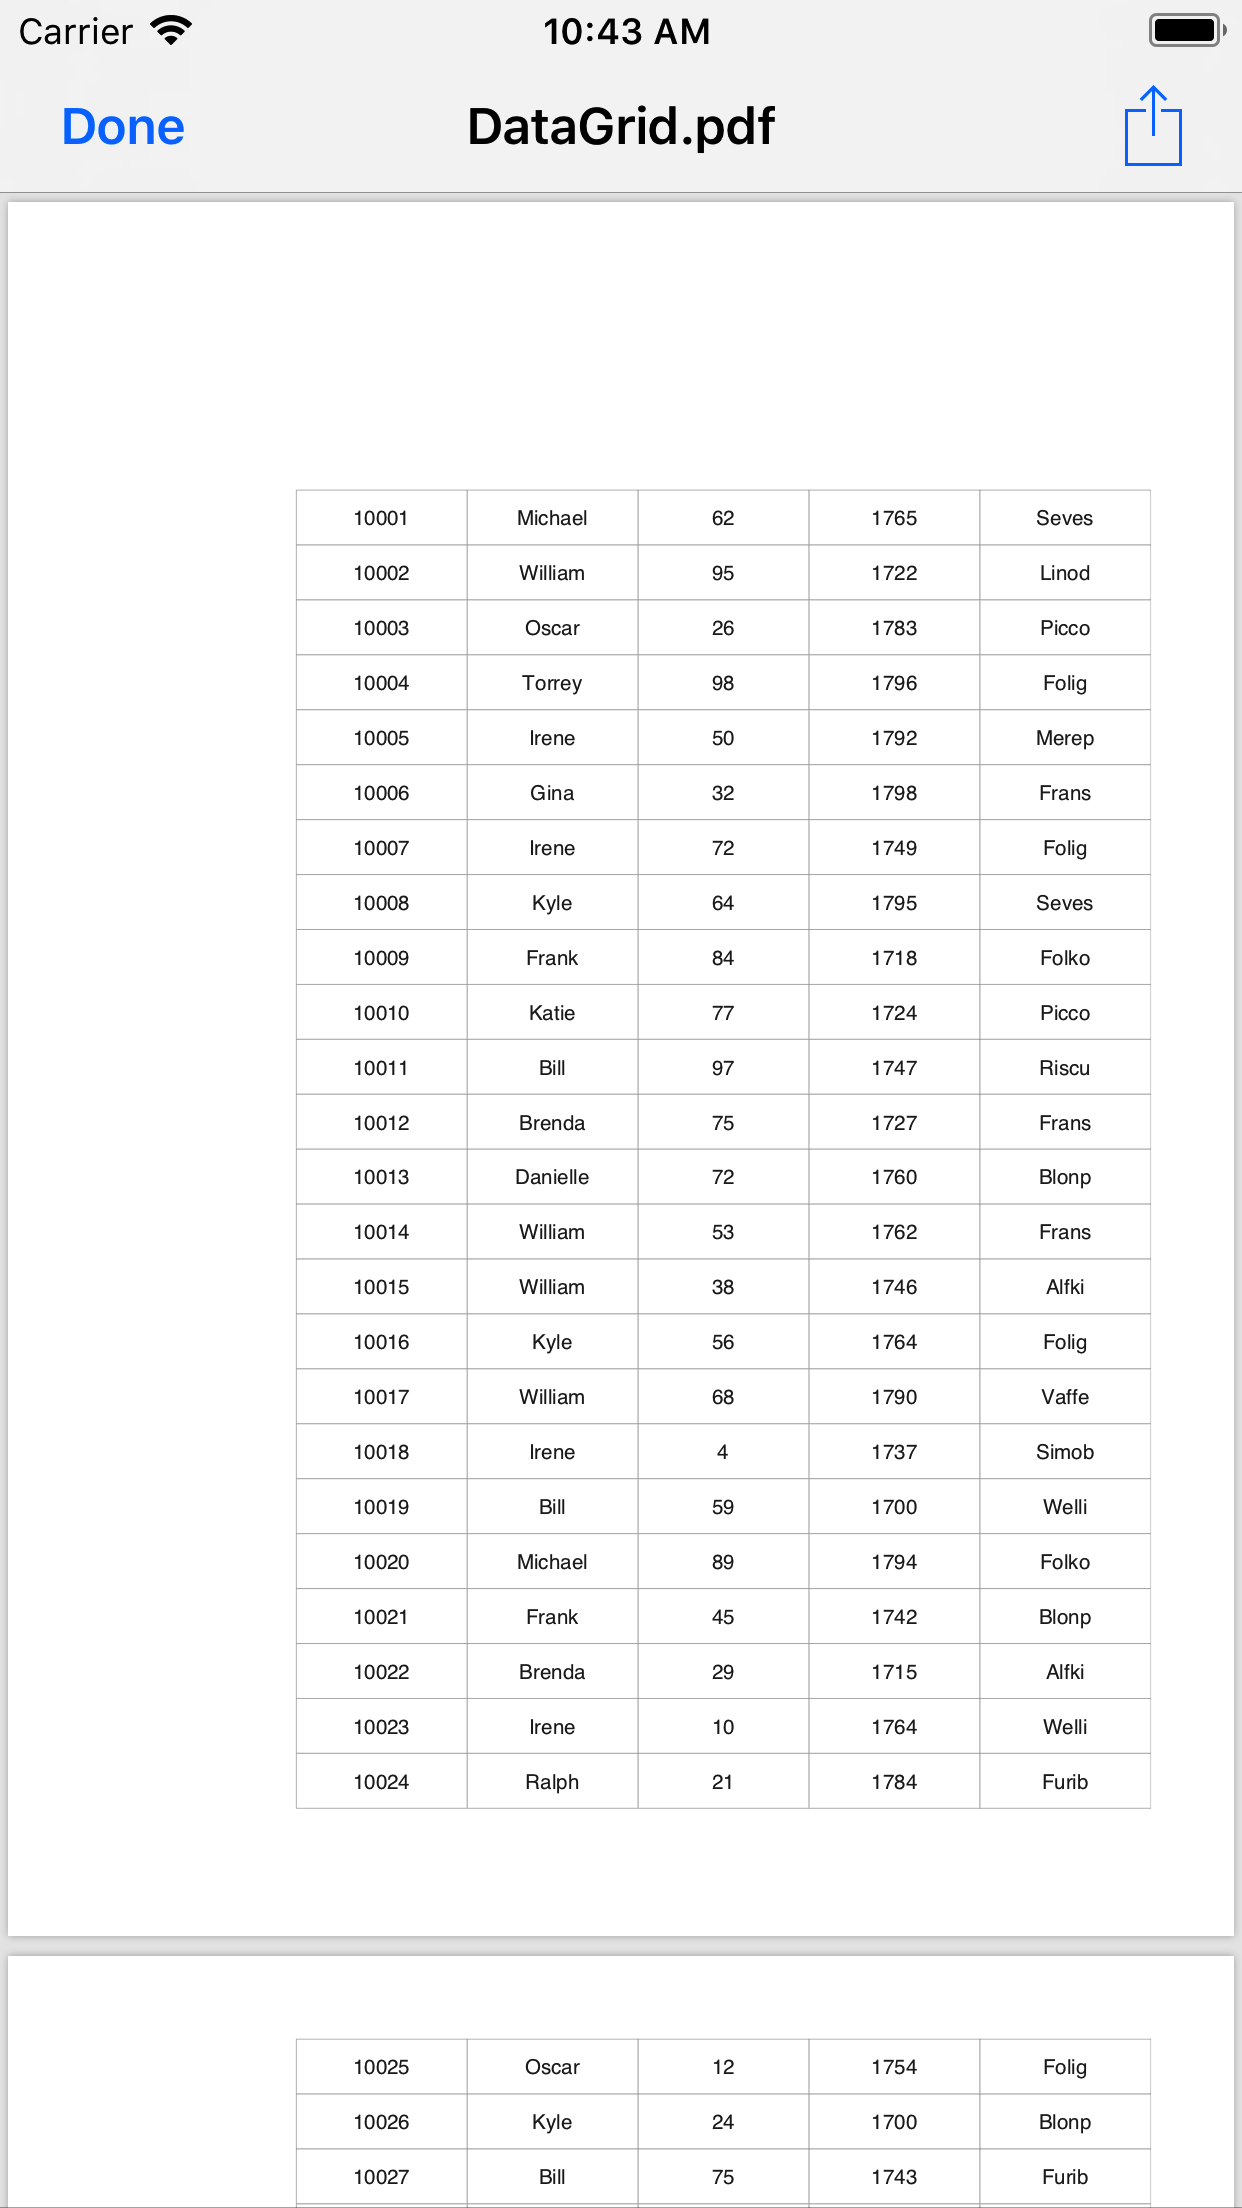 Carrier 10:43 AM
Done DataGrid.pdf
10001 Michael 62 1765 Seves
10002 William 95 1722 Linod
10003 Oscar 26 1783 Picco
10004 Torrey 98 1796 Folig
10005 Irene 50 1792 Merep
10006 Gina 32 1798 Frans
10007 Irene 72 1749 Folig
10008 Kyle 64 1795 Seves
10009 Frank 84 1718 Folko
10010 Katie 77 1724 Picco
10011 Bill 97 1747 Riscu
10012 Brenda 75 1727 Frans
10013 Danielle 72 1760 Blonp
10014 William 53 1762 Frans
10015 William 38 1746 Alfki
10016 Kyle 56 1764 Folig
10017 William 68 1790 Vaffe
10018 Irene 4 1737 Simob
10019 Bill 59 1700 Welli
10020 Michael 89 1794 Folko
10021 Frank 45 1742 Blonp
10022 Brenda 29 1715 Alfki
10023 Irene 10 1764 Welli
10024 Ralph 21 1784 Furib
10025 Oscar 12 1754 Folig
10026 Kyle 24 1700 Blonp
10027 Bill 75 1743 Furib